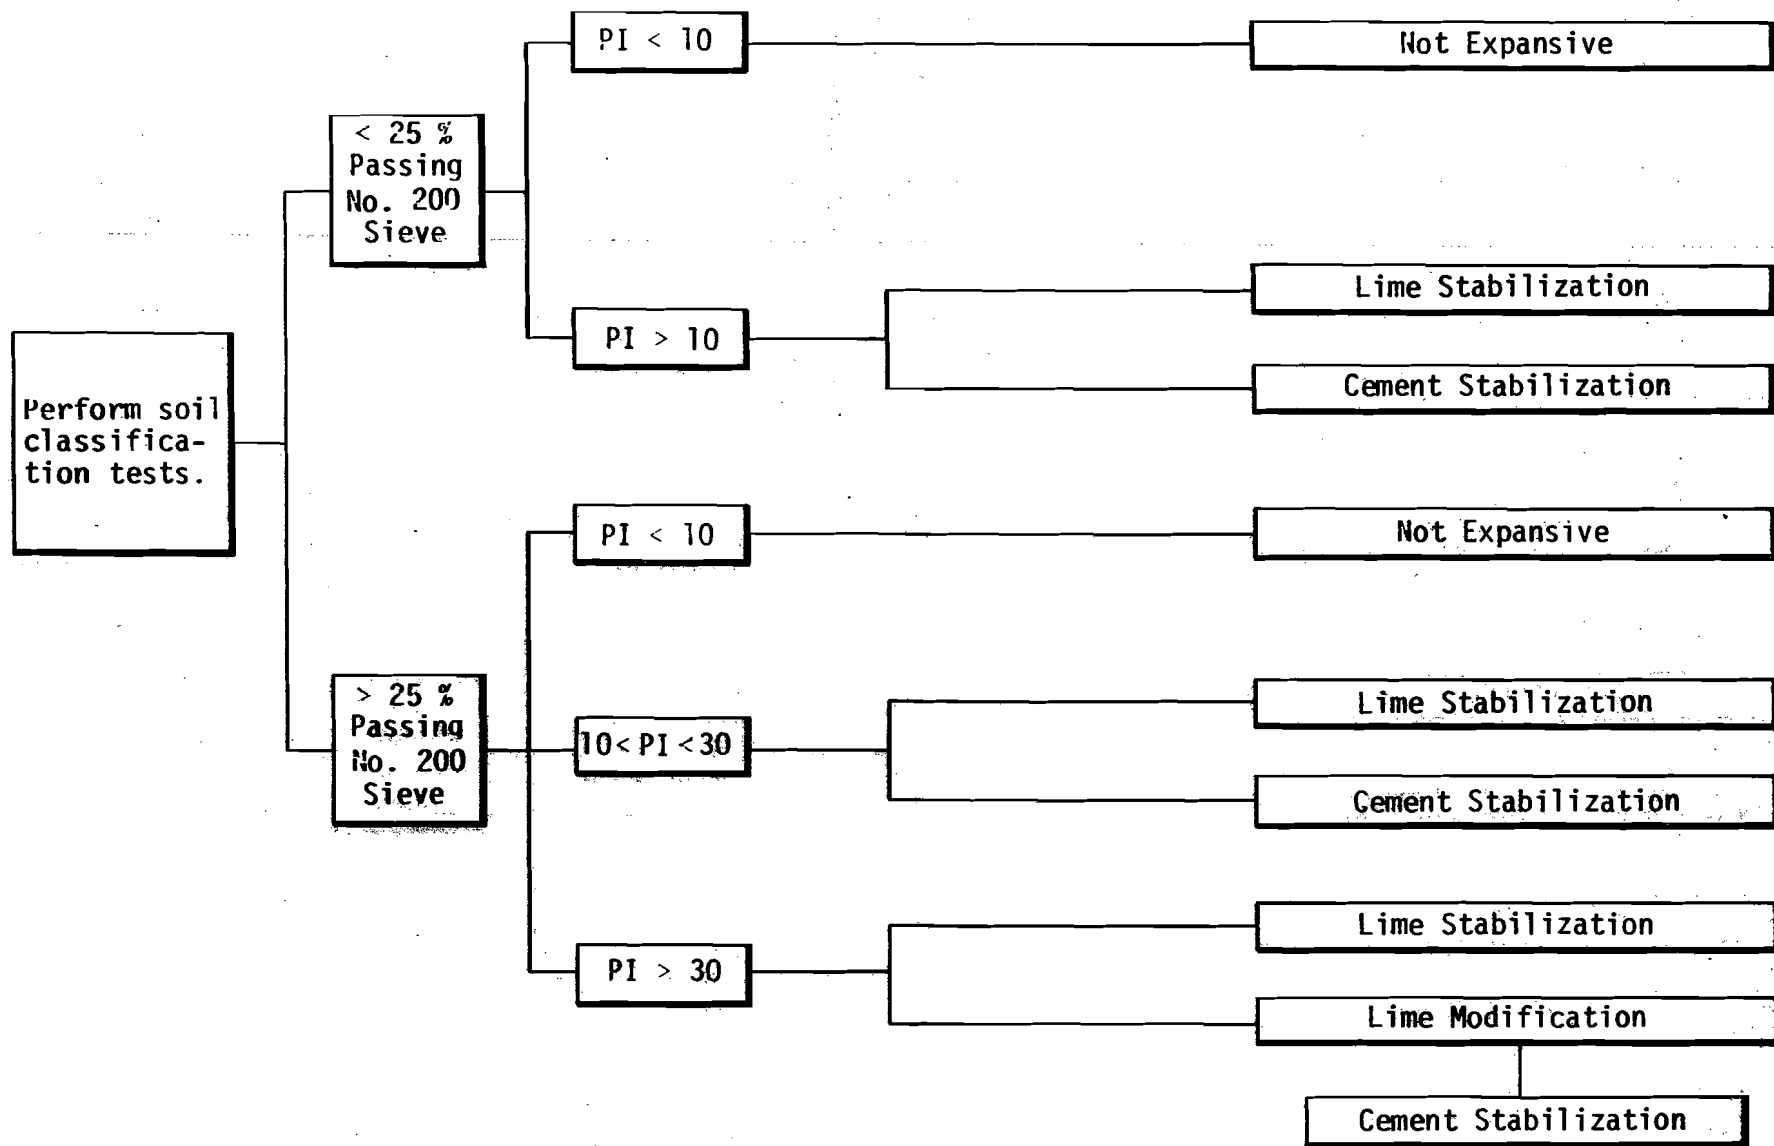 PI < 10
Not Expansive
< 25 %
Passing
No. 200
Sieve
Lime Stabilization
PI > 10
Cement Stabilization
Perform soil
classifica-
tion tests.
PI < 10
Not Expansive
> 25 %
Passing
No. 200
Sieve
Lime Stabilization
10< PI <30
Cement Stabilization
Lime Stabilization
PI > 30
Lime Modification
Cement Stabilization